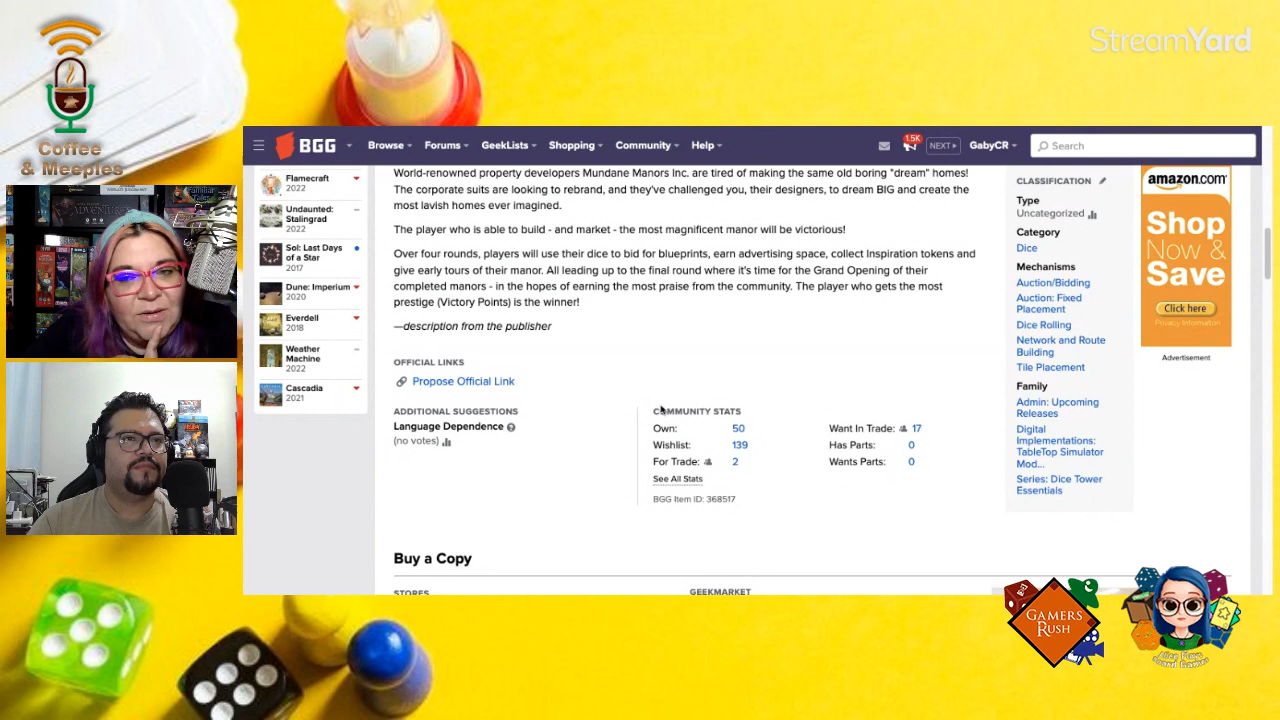 StreamYard
Coffee
& Meeples
BGG
Browse
Forums
GeekLists
Shopping
Community
Help
1.5K
NEXT
GabyCR
Search
Flamecraft
2022
Undaunted:
Stalingrad
2022
Sol: Last Days
of a Star
2017
Dune: Imperium
2020
Everdell
2018
Weather
Machine
2022
Cascadia
2021
World-renowned property developers Mundane Manors Inc. are tired of making the same old boring "dream" homes!
The corporate suits are looking to rebrand, and they've challenged you, their designers, to dream BIG and create the
most lavish homes ever imagined.
The player who is able to build - and market - the most magnificent manor will be victorious!
Over four rounds, players will use their dice to bid for blueprints, earn advertising space, collect Inspiration tokens and
give early tours of their manor. All leading up to the final round where it's time for the Grand Opening of their
completed manors - in the hopes of earning the most praise from the community. The player who gets the most
prestige (Victory Points) is the winner!
—description from the publisher
OFFICIAL LINKS
Propose Official Link
ADDITIONAL SUGGESTIONS
Language Dependence
(no votes)
COMMUNITY STATS
Own: 50
Wishlist: 139
For Trade: 2
See All Stats
BGG Item ID: 368517
Want In Trade: 17
Has Parts: 0
Wants Parts: 0
Buy a Copy
STORES
GEEKMARKET
CLASSIFICATION
Type
Uncategorized
Category
Dice
Mechanisms
Auction/Bidding
Auction: Fixed
Placement
Dice Rolling
Network and Route
Building
Tile Placement
Family
Admin: Upcoming
Releases
Digital
Implementations:
TableTop Simulator
Mod...
Series: Dice Tower
Essentials
amazon.com
Shop
Now &
Save
Click here
Privacy Information
Advertisement
GAMERS
RUSH